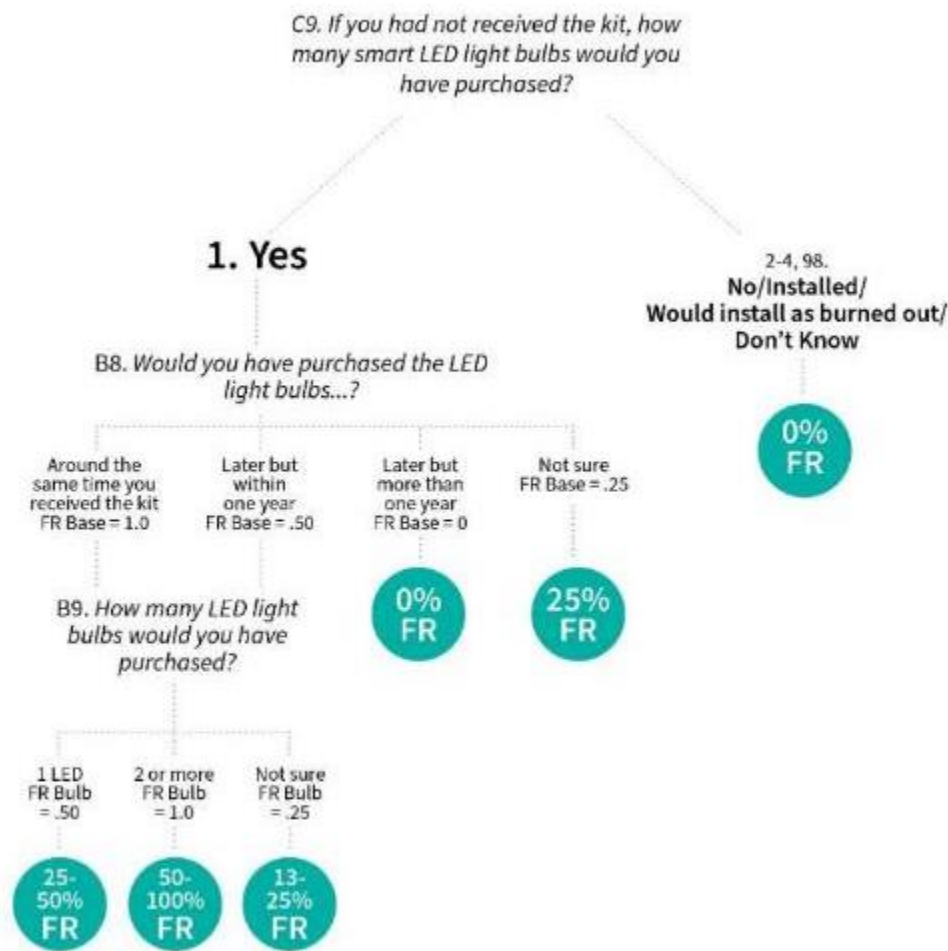 C9. If you had not received the kit, how
many smart LED light bulbs would you
have purchased?
1. Yes
2-4, 98.
No/Installed/
Would install as burned out/
Don't Know
0%
FR
B8. Would you have purchased the LED
light bulbs...?
Around the
same time you
received the kit
FR Base = 1.0
Later but
within
one year
FR Base = .50
Later but
more than
one year
FR Base = 0
Not sure
FR Base = .25
0%
FR
25%
FR
B9. How many LED light
bulbs would you have
purchased?
1 LED
FR Bulb
= .50
2 or more
FR Bulb
= 1.0
Not sure
FR Bulb
= .25
25-
50%
FR
50-
100%
FR
13-
25%
FR